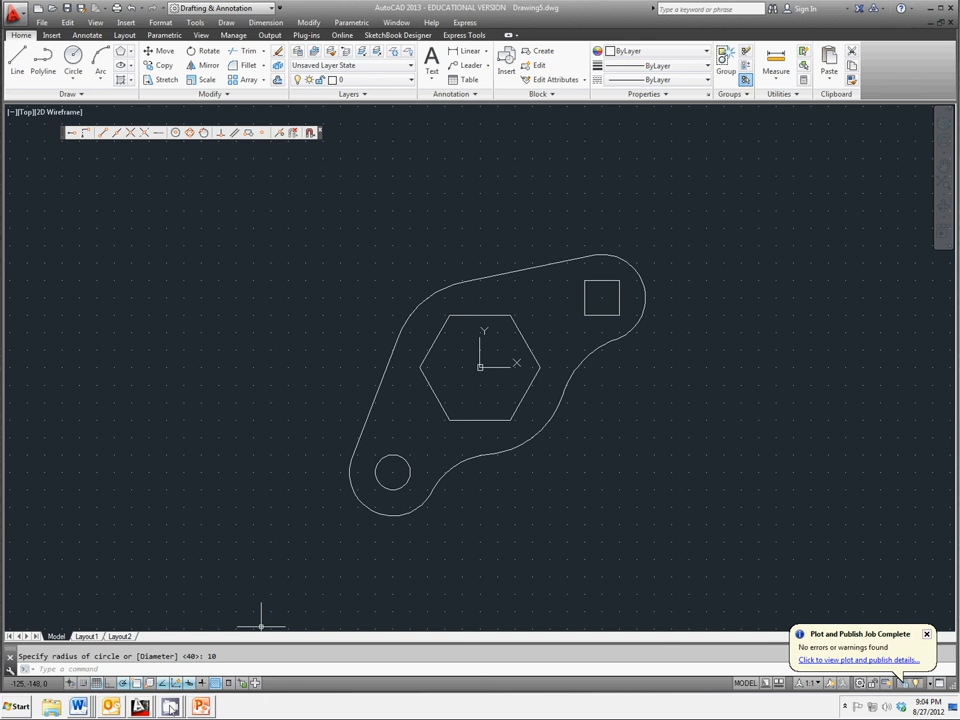 Drafting & Annotation
AutoCAD 2013 - EDUCATIONAL VERSION Drawing5.dwg
Type a keyword or phrase
Sign In
File Edit View Insert Format Tools Draw Dimension Modify Parametric Window Help Express
Home Insert Annotate Layout Parametric View Manage Output Plug-ins Online SketchBook Designer Express Tools
Line Polyline Circle Arc
Move Rotate Trim
Copy Mirror Fillet
Stretch Scale Array
Unsaved Layer State
0
Text
Linear
Leader
Table
Insert
Create
Edit
Edit Attributes
ByLayer
ByLayer
ByLayer
Group
Measure
Paste
Draw Modify Layers Annotation Block Properties Groups Utilities Clipboard
[−][Top][2D Wireframe]
Y
X
Model Layout1 Layout2
Specify radius of circle or [Diameter] <40>: 10
Type a command
Plot and Publish Job Complete
No errors or warnings found
Click to view plot and publish details...
-125, -148, 0
MODEL
1:1
Start
9:04 PM
8/27/2012